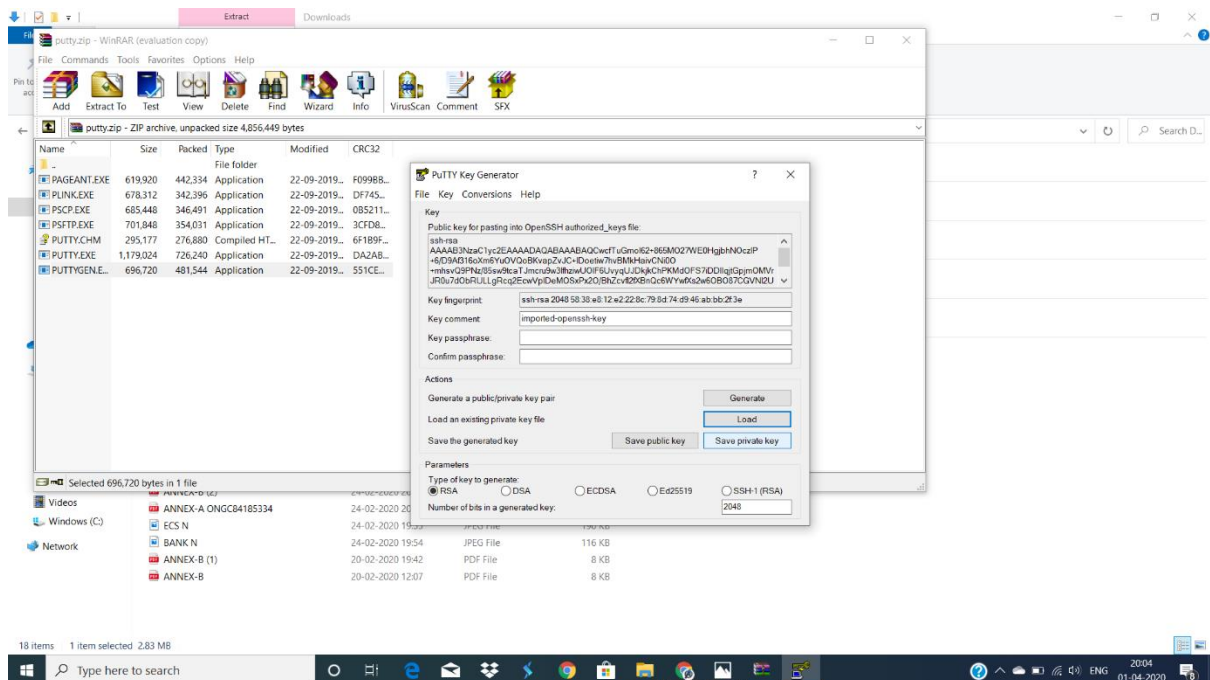 Extract
Downloads
putty.zip - WinRAR (evaluation copy)
File Commands Tools Favorites Options Help
Add Extract To Test View Delete Find Wizard Info VirusScan Comment SFX
putty.zip - ZIP archive, unpacked size 4,856,449 bytes
Search D...
Name Size Packed Type Modified CRC32
.. File folder
PAGEANT.EXE 619,920 442,334 Application 22-09-2019... F099BB...
PLINK.EXE 678,312 342,396 Application 22-09-2019... DF745...
PSCP.EXE 685,448 346,491 Application 22-09-2019... 0B5211...
PSFTP.EXE 701,848 354,031 Application 22-09-2019... 3CFD8...
PUTTY.CHM 295,177 276,880 Compiled HT... 22-09-2019... 6F1B9F...
PUTTY.EXE 1,179,024 726,240 Application 22-09-2019... DA2AB...
PUTTYGEN.E... 696,720 481,544 Application 22-09-2019... 551CE...
Selected 696,720 bytes in 1 file
PuTTY Key Generator
File Key Conversions Help
Key
Public key for pasting into OpenSSH authorized_keys file:
ssh-rsa
Key fingerprint: ssh-rsa 2048 58:38:e8:12:e2:22:8c:79:8d:74:d9:46:ab:bb:2f:3e
Key comment: imported-openssh-key
Key passphrase:
Confirm passphrase:
Actions
Generate a public/private key pair Generate
Load an existing private key file Load
Save the generated key Save public key Save private key
Parameters
Type of key to generate:
RSA DSA ECDSA Ed25519 SSH-1 (RSA)
Number of bits in a generated key: 2048
Videos
Windows (C:)
Network
ANNEX-A ONGC84185334 24-02-2020
ECS N 24-02-2020
BANK N 24-02-2020 19:54 JPEG File 116 KB
ANNEX-B (1) 20-02-2020 19:42 PDF File 8 KB
ANNEX-B 20-02-2020 12:07 PDF File 8 KB
18 items 1 item selected 2.83 MB
Type here to search
ENG
20:04
01-04-2020